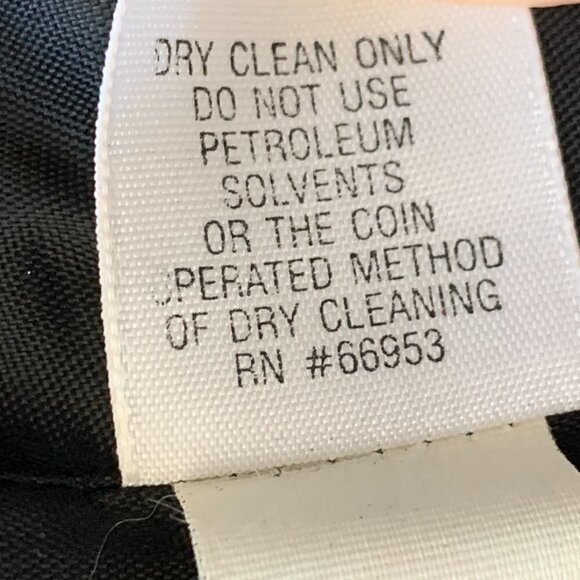 DRY CLEAN ONLY
DO NOT USE
PETROLEUM
SOLVENTS
OR THE COIN
OPERATED METHOD
OF DRY CLEANING
RN #66953